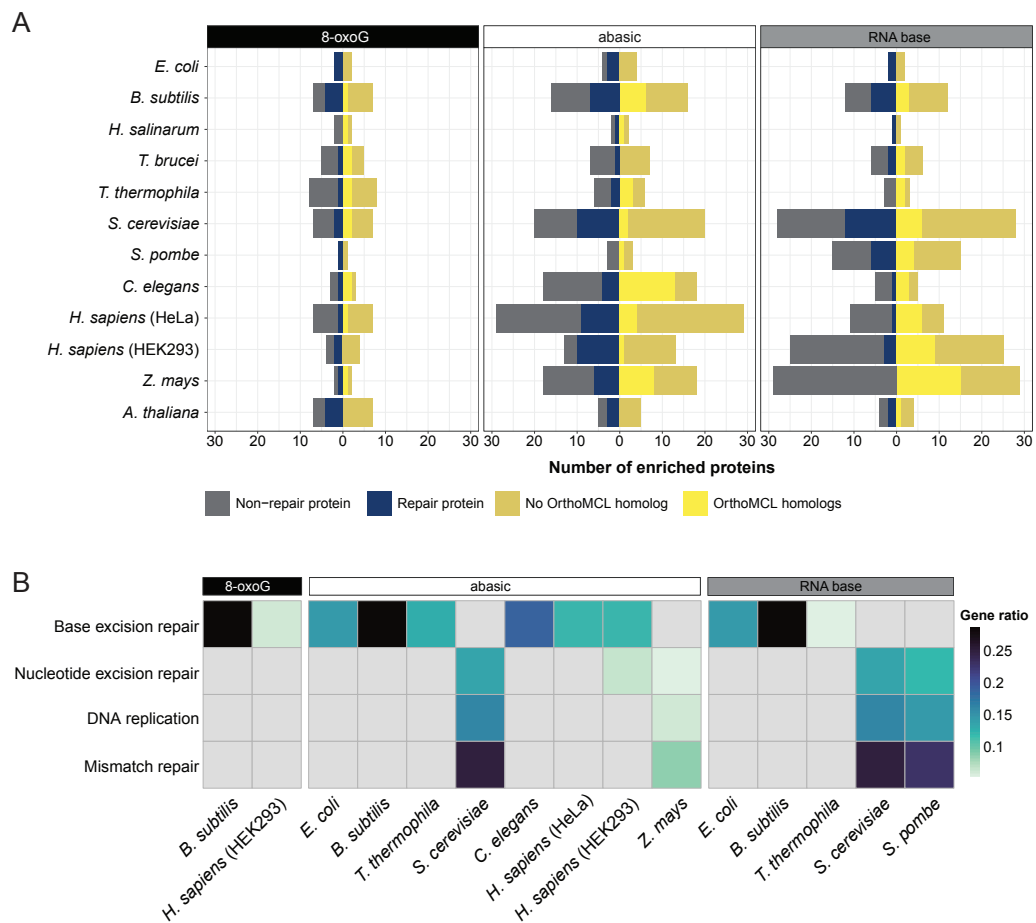 A
8-oxoG abasic RNA base
E. coli
B. subtilis
H. salinarum
T. brucei
T. thermophila
S. cerevisiae
S. pombe
C. elegans
H. sapiens (HeLa)
H. sapiens (HEK293)
Z. mays
A. thaliana
30 20 10 0 10 20 30 30 20 10 0 10 20 30 30 20 10 0 10 20 30
Number of enriched proteins
Non−repair protein Repair protein No OrthoMCL homolog OrthoMCL homologs
B
8-oxoG abasic RNA base
Base excision repair
Nucleotide excision repair
DNA replication
Mismatch repair
Gene ratio
0.25
0.2
0.15
0.1
B. subtilis
H. sapiens (HEK293)
E. coli
B. subtilis
T. thermophila
S. cerevisiae
C. elegans
H. sapiens (HeLa)
H. sapiens (HEK293)
Z. mays
E. coli
B. subtilis
T. thermophila
S. cerevisiae
S. pombe